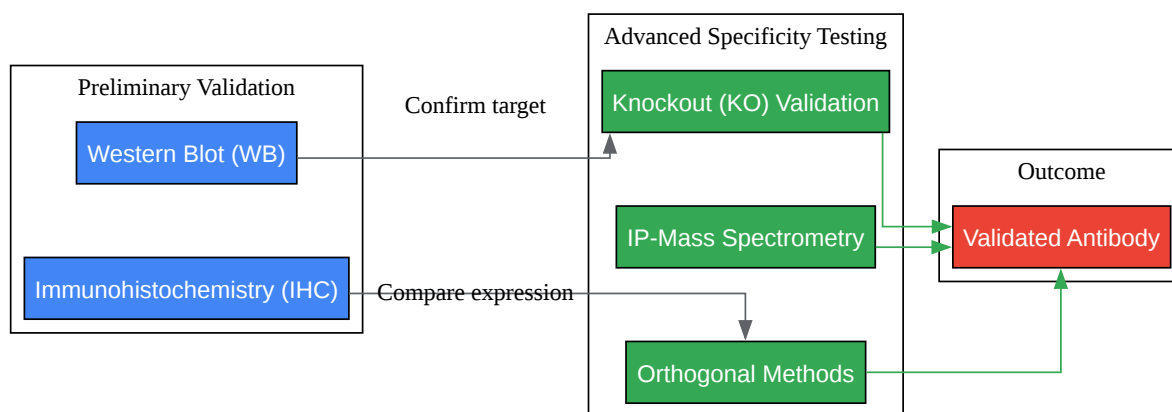 Advanced Specificity Testing
Preliminary Validation
Knockout (KO) Validation
Confirm target
Western Blot (WB)
Outcome
IP-Mass Spectrometry
Validated Antibody
Immunohistochemistry (IHC)
Compare expression
Orthogonal Methods